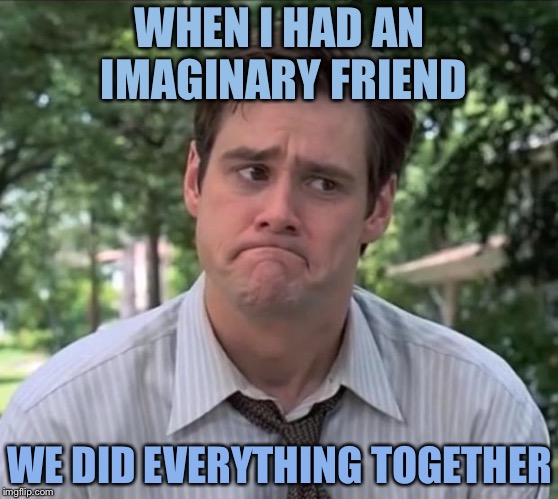 WHEN I HAD AN
IMAGINARY FRIEND
WE DID EVERYTHING TOGETHER
imgflip.com